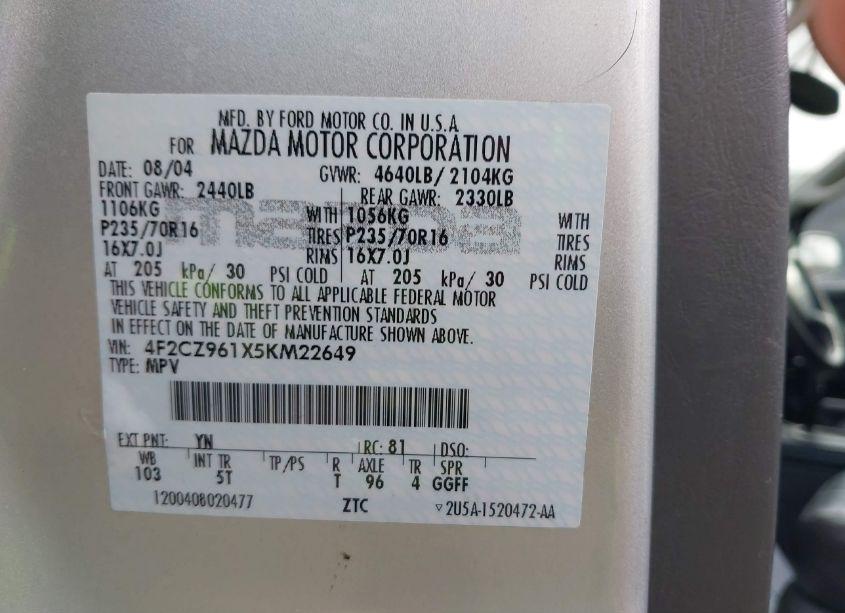 MFD. BY FORD MOTOR CO. IN U.S.A.
FOR MAZDA MOTOR CORPORATION
DATE: 08/04 GVWR: 4640LB/ 2104KG
FRONT GAWR: 2440LB REAR GAWR: 2330LB
1106KG WITH 1056KG WITH
P235/70R16 TIRES P235/70R16 TIRES
16X7.0J RIMS 16X7.0J RIMS
AT 205 kPa/ 30 PSI COLD AT 205 kPa/ 30 PSI COLD
mazda
THIS VEHICLE CONFORMS TO ALL APPLICABLE FEDERAL MOTOR
VEHICLE SAFETY AND THEFT PREVENTION STANDARDS
IN EFFECT ON THE DATE OF MANUFACTURE SHOWN ABOVE.
VIN: 4F2CZ961X5KM22649
TYPE: MPV
EXT PNT: YN RC: 81 DSO:
WB INT TR TP/PS R AXLE TR SPR
103 5T T 96 4 GGFF
1200408020477 ZTC ▽2U5A-1520472-AA